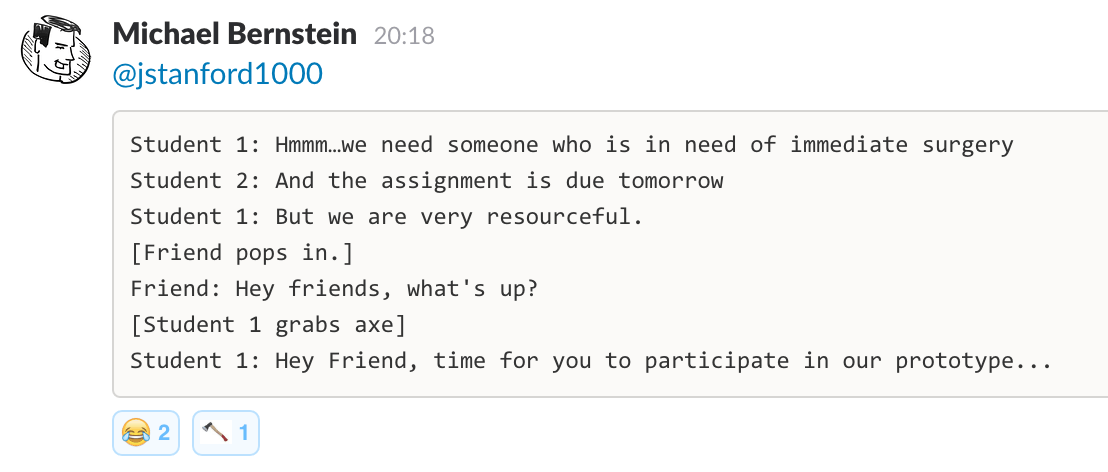 Michael Bernstein 20:18
@jstanford1000
Student 1: Hmmm…we need someone who is in need of immediate surgery
Student 2: And the assignment is due tomorrow
Student 1: But we are very resourceful.
[Friend pops in.]
Friend: Hey friends, what's up?
[Student 1 grabs axe]
Student 1: Hey Friend, time for you to participate in our prototype...
2 1